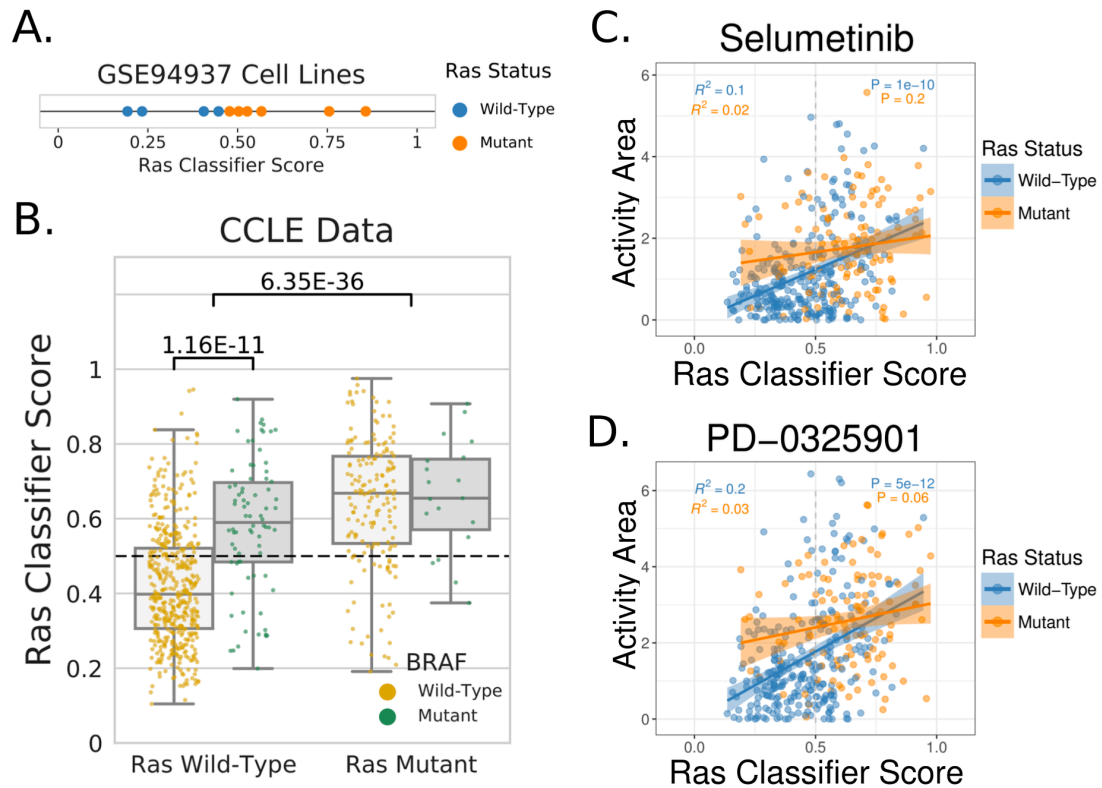 A.
GSE94937 Cell Lines
0 0.25 0.50 0.75 1
Ras Classifier Score
Ras Status
Wild-Type
Mutant
B.
CCLE Data
6.35E-36
1.16E-11
Ras Classifier Score
1
0.8
0.6
0.4
0.2
0
BRAF
Wild-Type
Mutant
Ras Wild-Type Ras Mutant
C.
Selumetinib
R² = 0.1
R² = 0.02
P = 1e−10
P = 0.2
Activity Area
6
4
2
0
0.0 0.5 1.0
Ras Classifier Score
Ras Status
Wild−Type
Mutant
D.
PD−0325901
R² = 0.2
R² = 0.03
P = 5e−12
P = 0.06
Activity Area
6
4
2
0
0.0 0.5 1.0
Ras Classifier Score
Ras Status
Wild−Type
Mutant